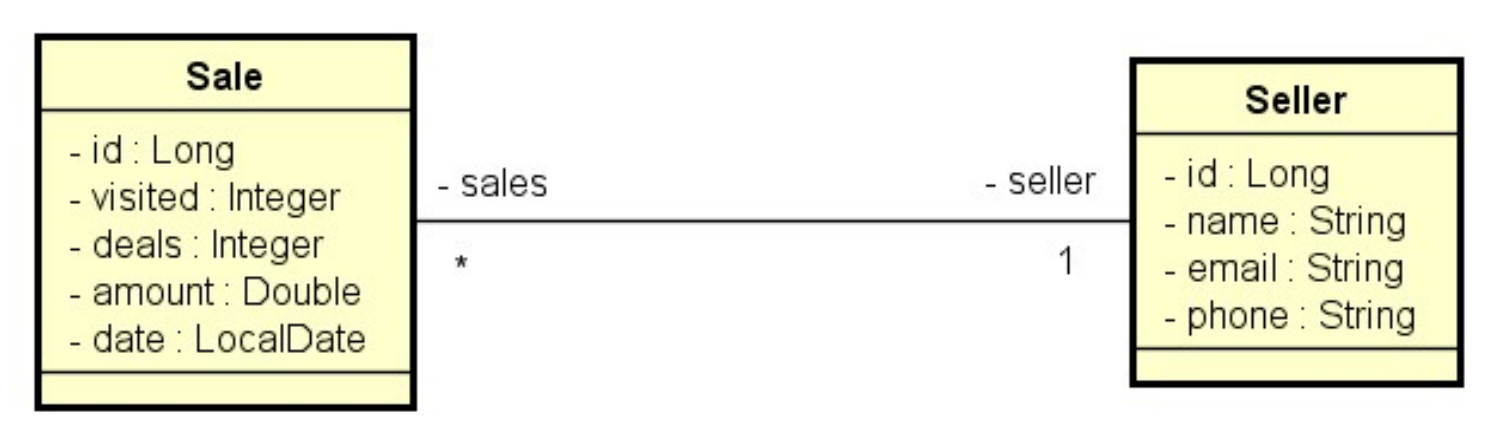 Sale
- id : Long
- visited : Integer
- deals : Integer
- amount : Double
- date : LocalDate
- sales
*
- seller
1
Seller
- id : Long
- name : String
- email : String
- phone : String